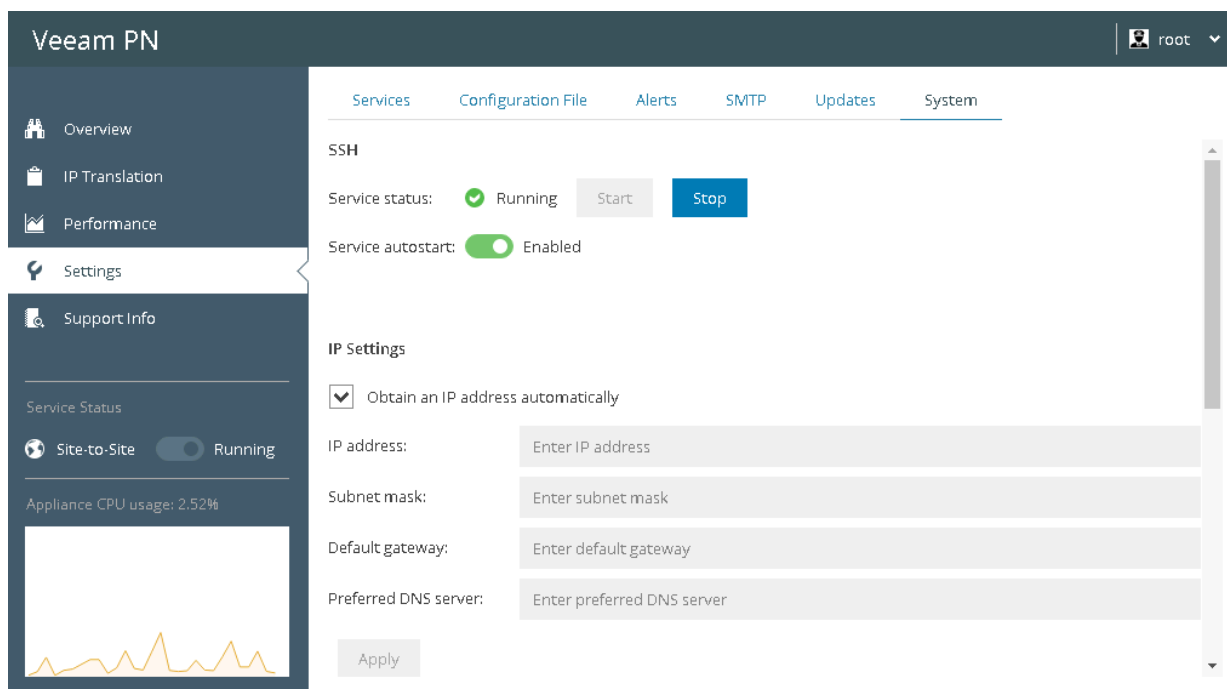 Veeam PN
root
Overview
IP Translation
Performance
Settings
Support Info
Service Status
Site-to-Site Running
Appliance CPU usage: 2.52%
Services Configuration File Alerts SMTP Updates System
SSH
Service status: Running Start Stop
Service autostart: Enabled
IP Settings
Obtain an IP address automatically
IP address: Enter IP address
Subnet mask: Enter subnet mask
Default gateway: Enter default gateway
Preferred DNS server: Enter preferred DNS server
Apply